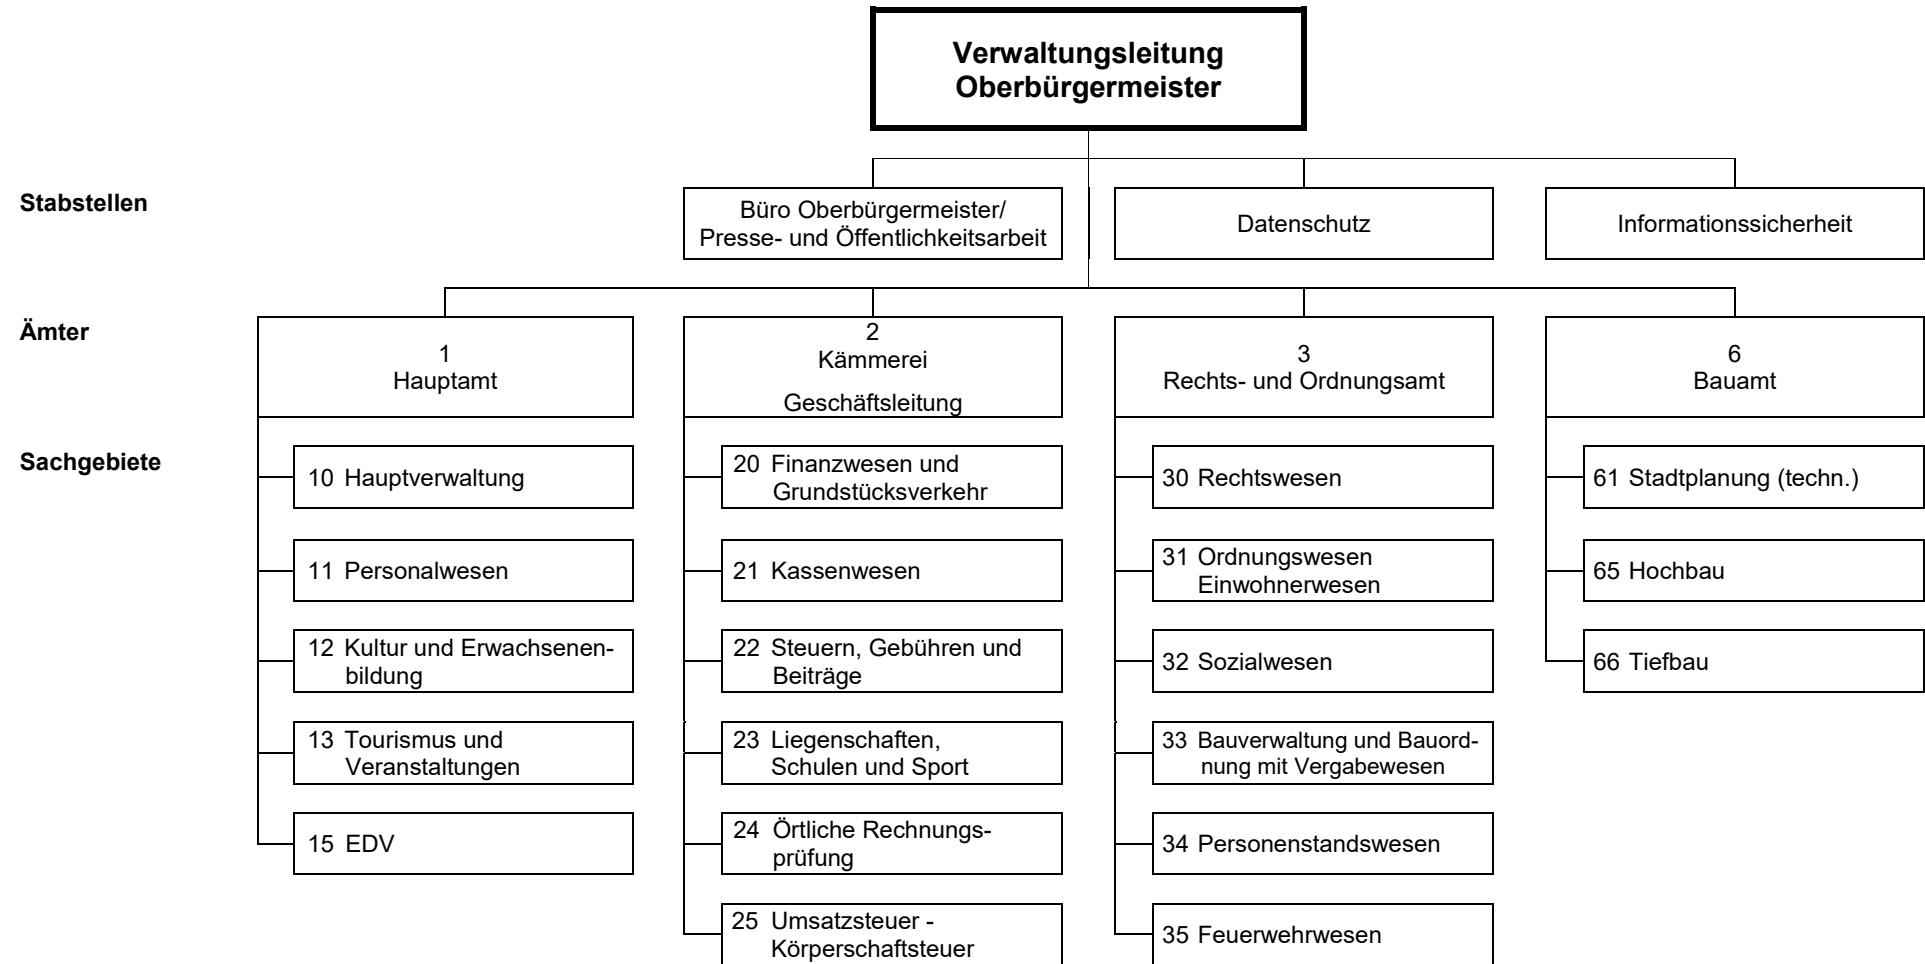 Verwaltungsleitung
Oberbürgermeister
Stabstellen
Büro Oberbürgermeister/
Presse- und Öffentlichkeitsarbeit
Datenschutz
Informationssicherheit
Ämter
1
Hauptamt
2
Kämmerei
Geschäftsleitung
3
Rechts- und Ordnungsamt
6
Bauamt
Sachgebiete
10 Hauptverwaltung
11 Personalwesen
12 Kultur und Erwachsenen-
bildung
13 Tourismus und
Veranstaltungen
15 EDV
20 Finanzwesen und
Grundstücksverkehr
21 Kassenwesen
22 Steuern, Gebühren und
Beiträge
23 Liegenschaften,
Schulen und Sport
24 Örtliche Rechnungs-
prüfung
25 Umsatzsteuer -
Körperschaftsteuer
30 Rechtswesen
31 Ordnungswesen
Einwohnerwesen
32 Sozialwesen
33 Bauverwaltung und Bauord-
nung mit Vergabewesen
34 Personenstandswesen
35 Feuerwehrwesen
61 Stadtplanung (techn.)
65 Hochbau
66 Tiefbau